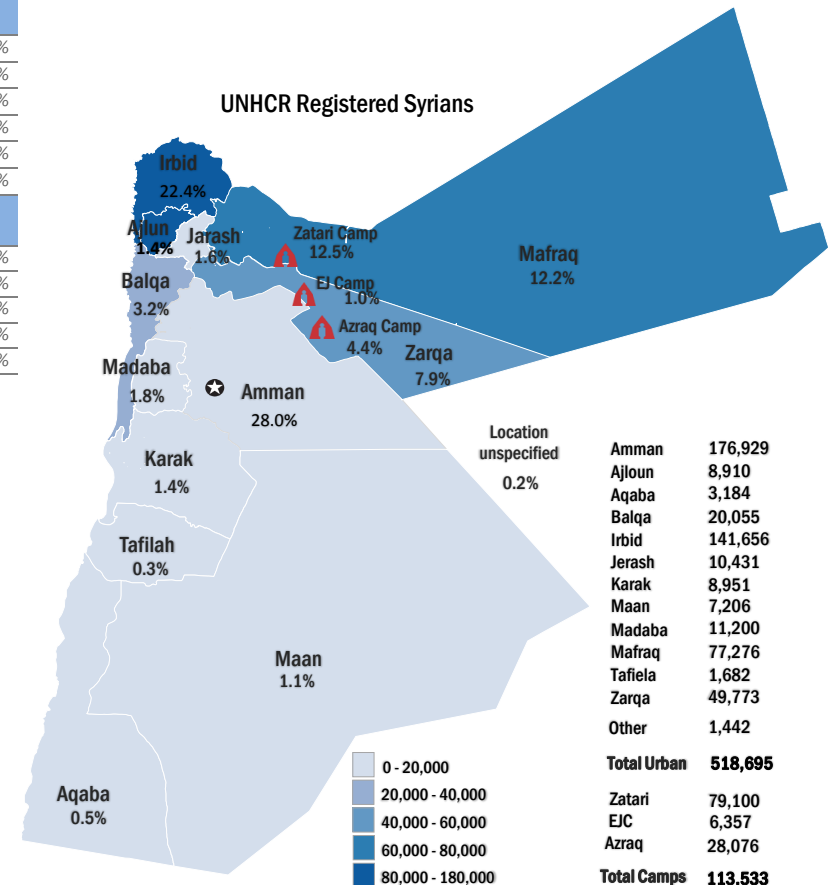 %
%
%
%
%
%
%
%
%
%
%
UNHCR Registered Syrians
Irbid
22.4%
Ajlun
1.4%
Jarash
1.6%
Zatari Camp
12.5%
Mafraq
12.2%
Balqa
3.2%
EJ Camp
1.0%
Azraq Camp
4.4%
Zarqa
7.9%
Madaba
1.8%
Amman
28.0%
Location
unspecified
0.2%
Karak
1.4%
Tafilah
0.3%
Maan
1.1%
Aqaba
0.5%
0 - 20,000
20,000 - 40,000
40,000 - 60,000
60,000 - 80,000
80,000 - 180,000
Amman 176,929
Ajloun 8,910
Aqaba 3,184
Balqa 20,055
Irbid 141,656
Jerash 10,431
Karak 8,951
Maan 7,206
Madaba 11,200
Mafraq 77,276
Tafiela 1,682
Zarqa 49,773
Other 1,442
Total Urban 518,695
Zatari 79,100
EJC 6,357
Azraq 28,076
Total Camps 113,533